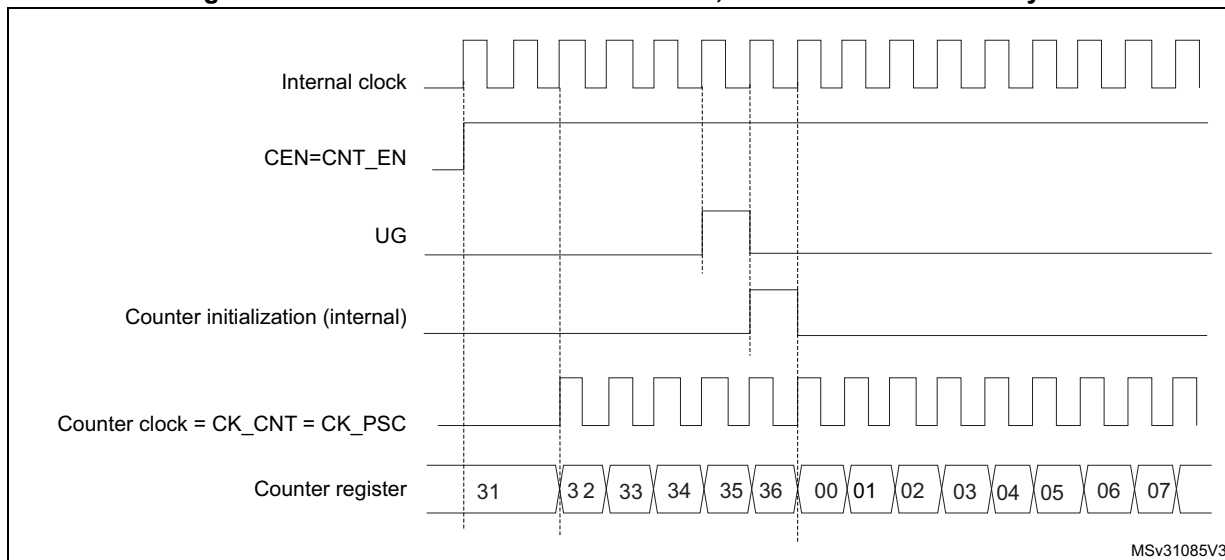 Internal clock
CEN=CNT_EN
UG
Counter initialization (internal)
Counter clock = CK_CNT = CK_PSC
Counter register 31 32 33 34 35 36 00 01 02 03 04 05 06 07
MSv31085V3